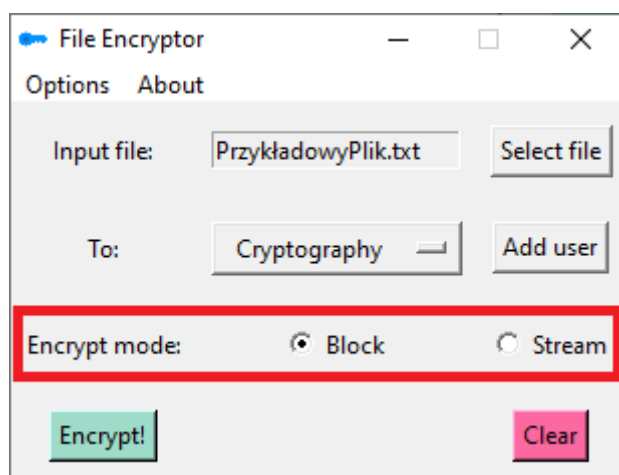 File Encryptor
Options About
Input file: PrzykładowyPlik.txt Select file
To: Cryptography Add user
Encrypt mode: Block Stream
Encrypt! Clear